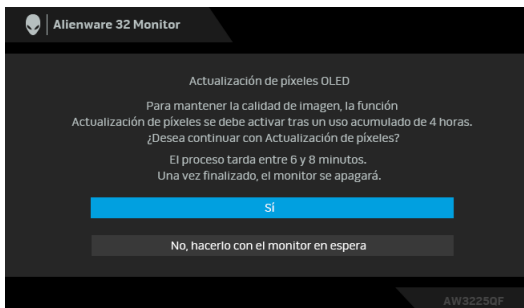 Alienware 32 Monitor
Actualización de píxeles OLED
Para mantener la calidad de imagen, la función
Actualización de píxeles se debe activar tras un uso acumulado de 4 horas.
¿Desea continuar con Actualización de píxeles?
El proceso tarda entre 6 y 8 minutos.
Una vez finalizado, el monitor se apagará.
Sí
No, hacerlo con el monitor en espera
AW3225QF